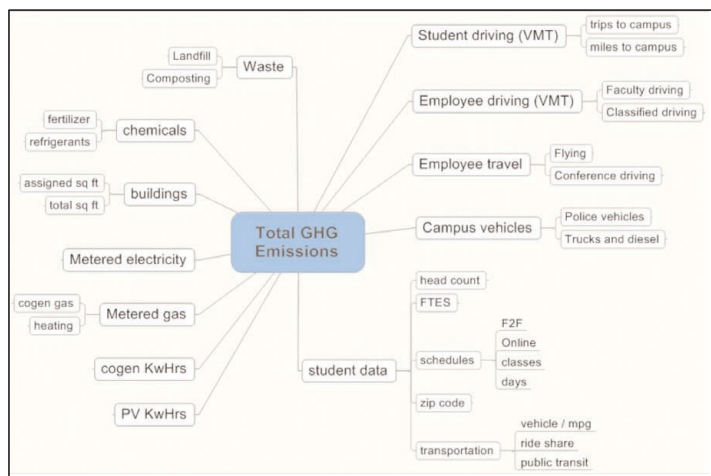 Total GHG
Emissions
Waste
Landfill
Composting
chemicals
fertilizer
refrigerants
buildings
assigned sq ft
total sq ft
Metered electricity
Metered gas
cogen gas
heating
cogen KwHrs
PV KwHrs
Student driving (VMT)
trips to campus
miles to campus
Employee driving (VMT)
Faculty driving
Classified driving
Employee travel
Flying
Conference driving
Campus vehicles
Police vehicles
Trucks and diesel
student data
head count
FTES
schedules
F2F
Online
classes
days
zip code
transportation
vehicle / mpg
ride share
public transit